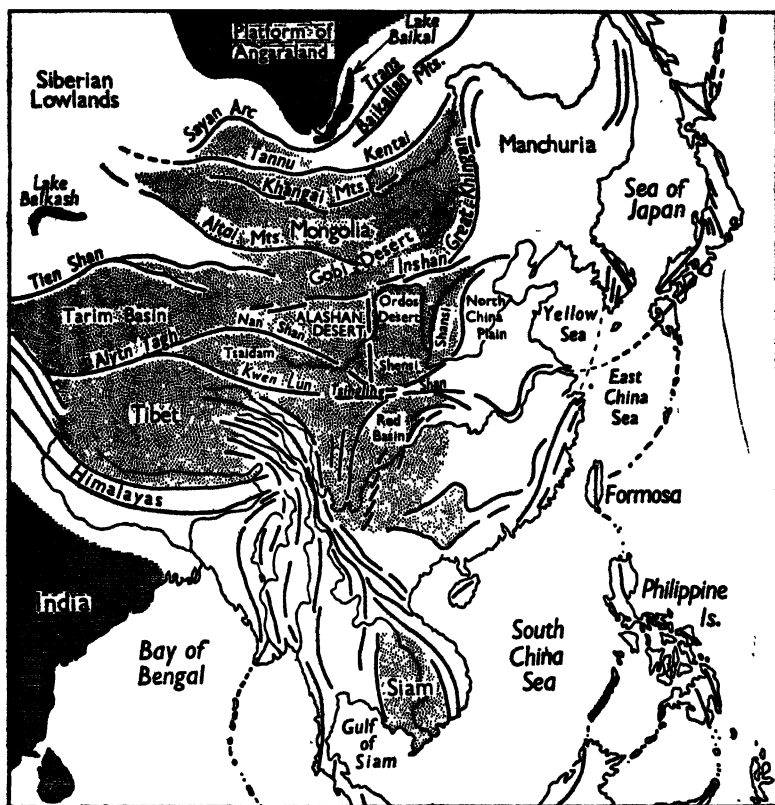 Platform of
Angaraland
Lake
Baikal
Siberian
Lowlands
Trans
Baikalian Mts.
Sayan Arc
Tannu
Kentai
Khangai Mts.
Manchuria
Lake
Balkash
Great Khingan
Sea of
Japan
Altai Mts.
Mongolia
Gobi Desert
Inshan
Tien Shan
Tarim Basin
Nan Shan
ALASHAN
DESERT
Ordos
Desert
Shansi
North
China
Plain
Yellow
Sea
Alytn Tagh
Tsaidam
Shensi
Kwen Lun
Tsingling Shan
East
China
Sea
Tibet
Red
Basin
Himalayas
Formosa
India
Philippine
Is.
Bay of
Bengal
South
China
Sea
Siam
Gulf
of
Siam